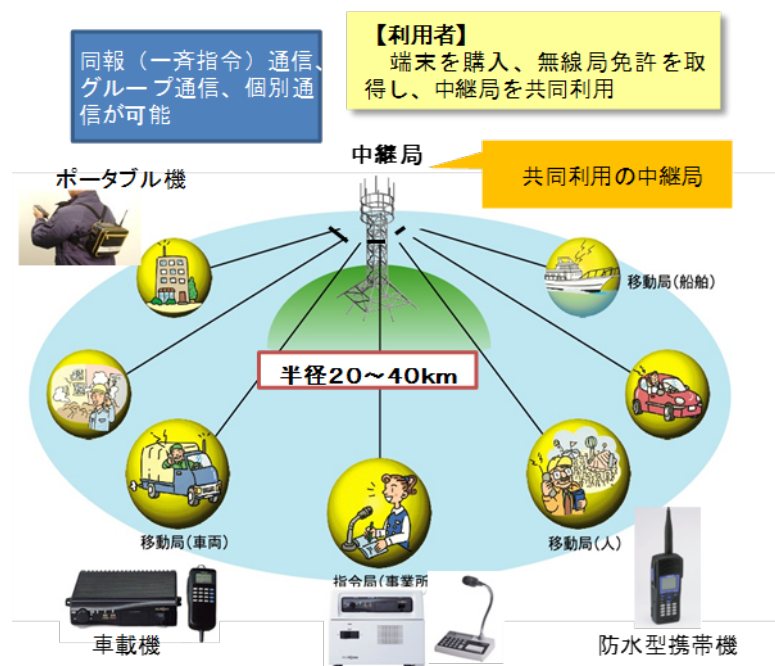 同報（一斉指令）通信、
グループ通信、個別通
信が可能
【利用者】
端末を購入、無線局免許を取
得し、中継局を共同利用
中継局
共同利用の中継局
ポータブル機
移動局(船舶)
半径20～40km
移動局(車両)
移動局(人)
指令局(事業所
車載機
防水型携帯機